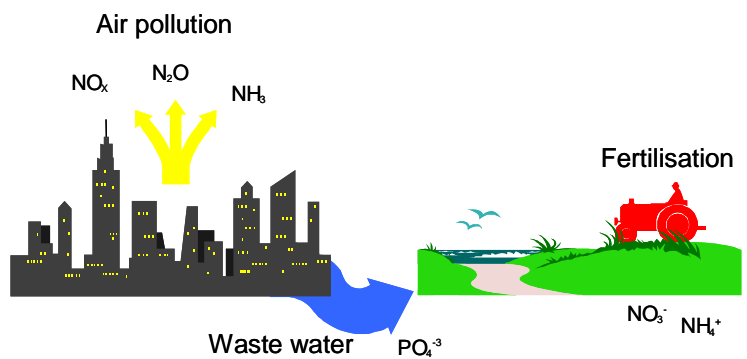 Air pollution
NOₓ
N₂O
NH₃
Fertilisation
Waste water
PO₄⁻³
NO₃⁻
NH₄⁺